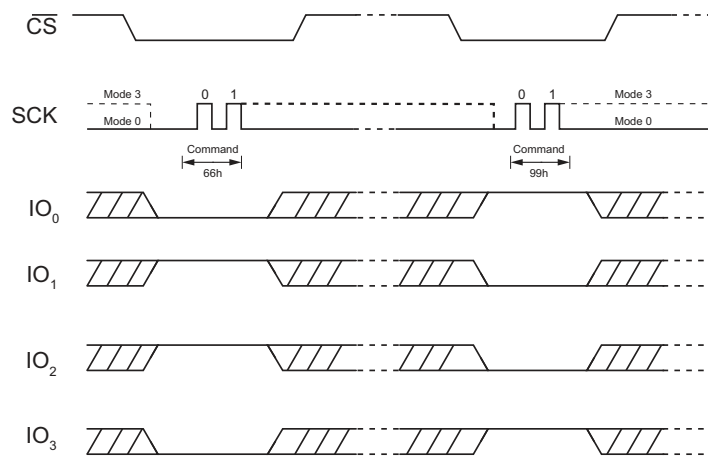 CS
Mode 3 0 1 0 1 Mode 3
SCK
Mode 0 Mode 0
Command Command
66h 99h
IO0
IO1
IO2
IO3